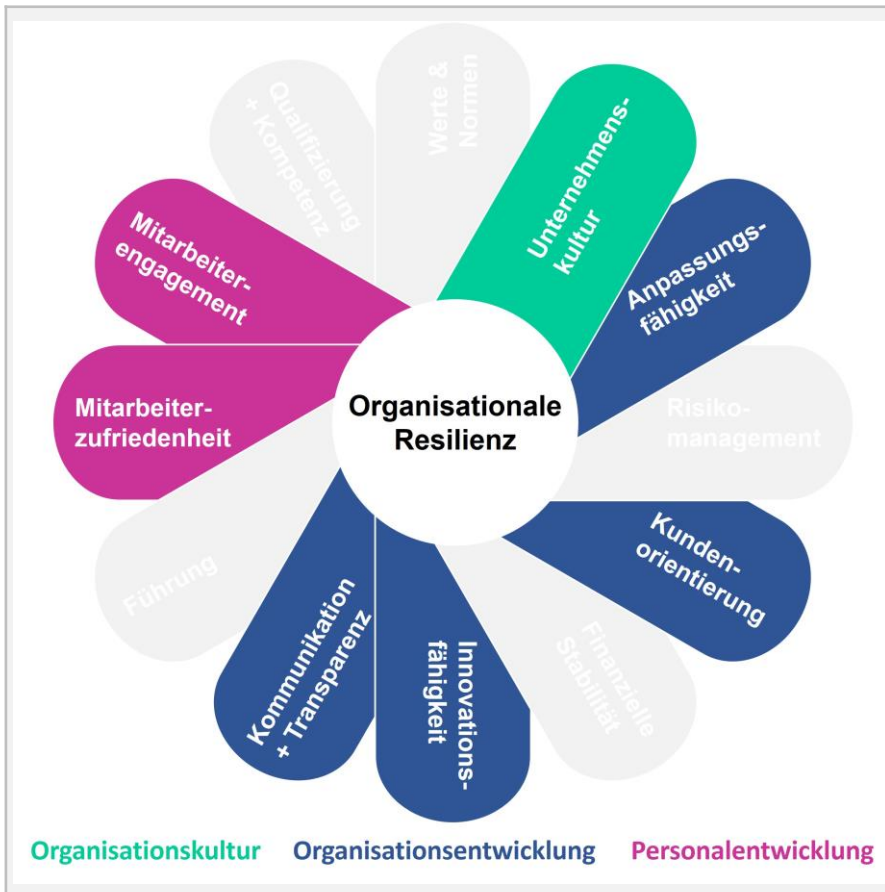 Werte &
Normen
Unternehmens-
kultur
Anpassungs-
fähigkeit
Risiko-
management
Kunden-
orientierung
Finanzielle
Stabilität
Innovations-
fähigkeit
Kommunikation
+ Transparenz
Führung
Mitarbeiter-
zufriedenheit
Mitarbeiter-
engagement
Qualifizierung
+ Kompetenz
Organisationale
Resilienz
Organisationskultur Organisationsentwicklung Personalentwicklung